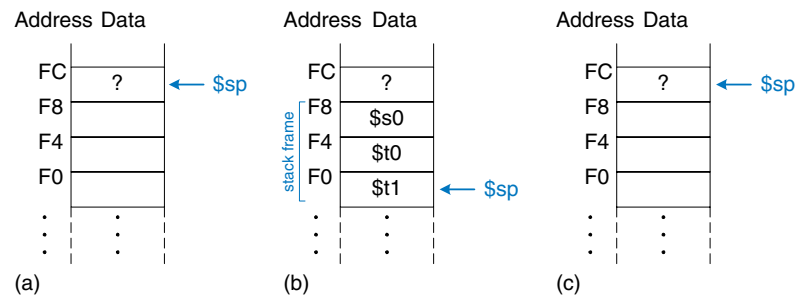 Address Data
FC ? $sp
F8
F4
F0
(a)
Address Data
FC ?
F8 $s0
F4 $t0
F0 $t1 $sp
stack frame
(b)
Address Data
FC ? $sp
F8
F4
F0
(c)